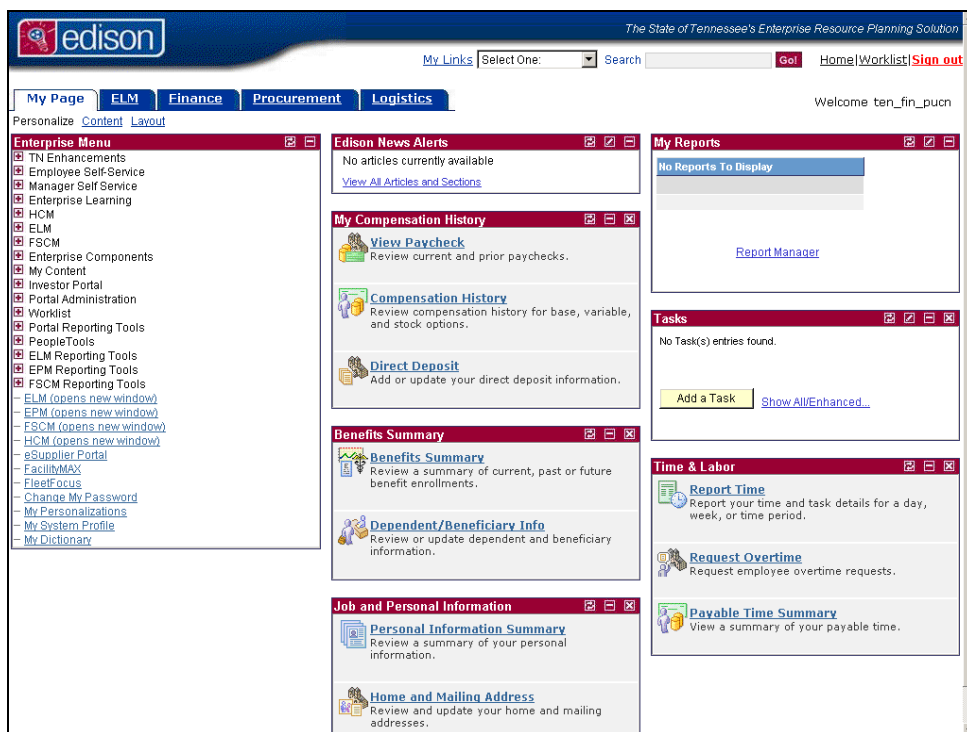 edison
The State of Tennessee's Enterprise Resource Planning Solution
My Links Select One: Search Go! Home|Worklist|Sign out
My Page ELM Finance Procurement Logistics
Welcome ten_fin_pucn
Personalize Content Layout
Enterprise Menu
TN Enhancements
Employee Self-Service
Manager Self Service
Enterprise Learning
HCM
ELM
FSCM
Enterprise Components
My Content
Investor Portal
Portal Administration
Worklist
Portal Reporting Tools
PeopleTools
ELM Reporting Tools
EPM Reporting Tools
FSCM Reporting Tools
– ELM (opens new window)
– EPM (opens new window)
– FSCM (opens new window)
– HCM (opens new window)
– eSupplier Portal
– FacilityMAX
– FleetFocus
– Change My Password
– My Personalizations
– My System Profile
– My Dictionary
Edison News Alerts
No articles currently available
View All Articles and Sections
My Compensation History
View Paycheck
Review current and prior paychecks.
Compensation History
Review compensation history for base, variable,
and stock options.
Direct Deposit
Add or update your direct deposit information.
Benefits Summary
Benefits Summary
Review a summary of current, past or future
benefit enrollments.
Dependent/Beneficiary Info
Review or update dependent and beneficiary
information.
Job and Personal Information
Personal Information Summary
Review a summary of your personal
information.
Home and Mailing Address
Review and update your home and mailing
addresses.
My Reports
No Reports To Display
Report Manager
Tasks
No Task(s) entries found.
Add a Task Show All/Enhanced...
Time & Labor
Report Time
Report your time and task details for a day,
week, or time period.
Request Overtime
Request employee overtime requests.
Payable Time Summary
View a summary of your payable time.